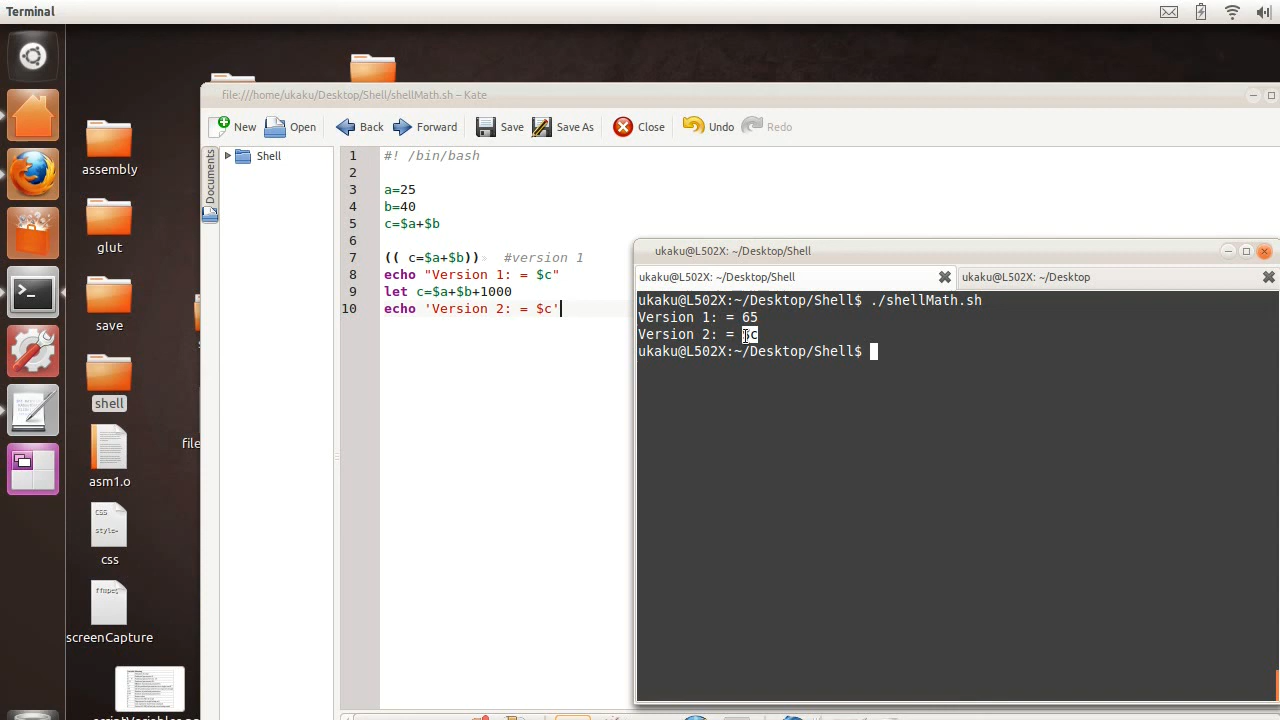 Terminal
file:///home/ukaku/Desktop/Shell/shellMath.sh – Kate
New Open Back Forward Save Save As Close Undo Redo
Documents
Shell
1 #! /bin/bash
2
3 a=25
4 b=40
5 c=$a+$b
6
7 (( c=$a+$b)) #version 1
8 echo "Version 1: = $c"
9 let c=$a+$b+1000
10 echo 'Version 2: = $c'
ukaku@L502X: ~/Desktop/Shell
ukaku@L502X: ~/Desktop/Shell
ukaku@L502X: ~/Desktop
ukaku@L502X:~/Desktop/Shell$ ./shellMath.sh
Version 1: = 65
Version 2: = $c
ukaku@L502X:~/Desktop/Shell$
assembly
glut
save
shell
file
asm1.o
css
style-
css
ffmpeg
screenCapture